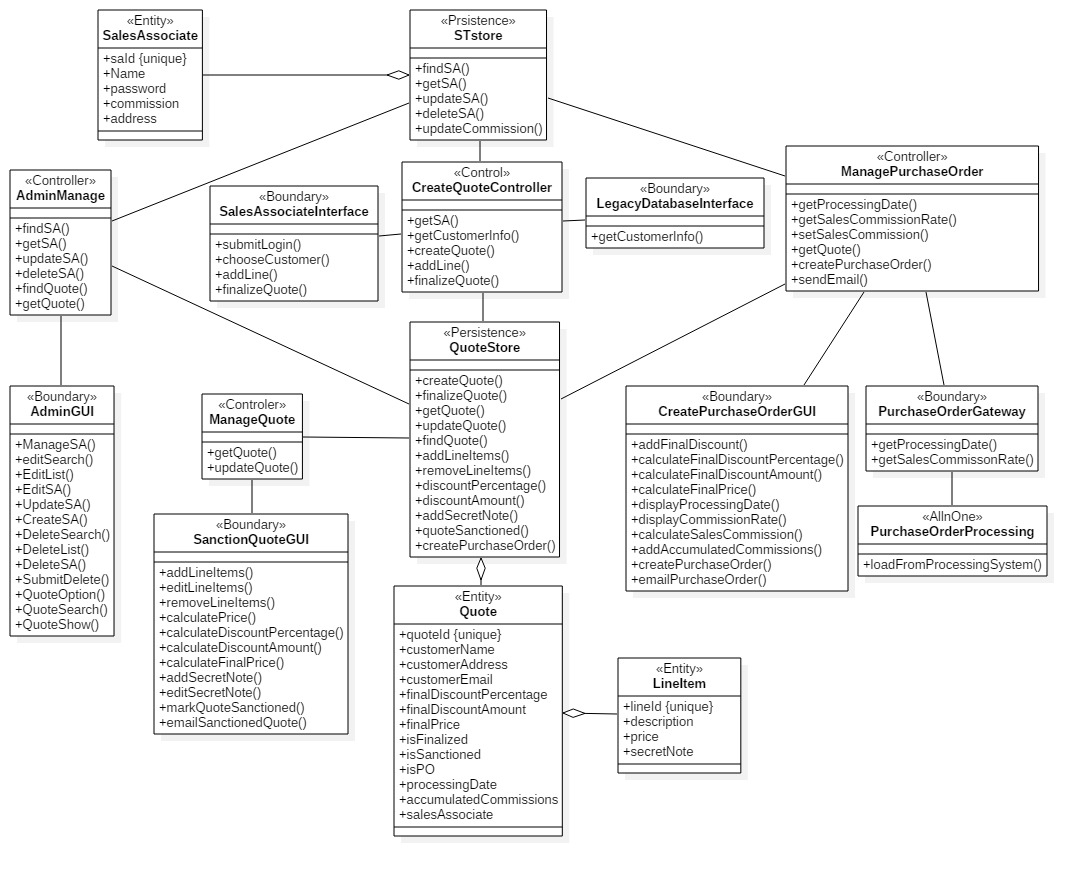 «Entity»
SalesAssociate
+saId {unique}
+Name
+password
+commission
+address
«Prsistence»
STstore
+findSA()
+getSA()
+updateSA()
+deleteSA()
+updateCommission()
«Controller»
AdminManage
+findSA()
+getSA()
+updateSA()
+deleteSA()
+findQuote()
+getQuote()
«Boundary»
SalesAssociateInterface
+submitLogin()
+chooseCustomer()
+addLine()
+finalizeQuote()
«Control»
CreateQuoteController
+getSA()
+getCustomerInfo()
+createQuote()
+addLine()
+finalizeQuote()
«Boundary»
LegacyDatabaseInterface
+getCustomerInfo()
«Controller»
ManagePurchaseOrder
+getProcessingDate()
+getSalesCommissionRate()
+setSalesCommission()
+getQuote()
+createPurchaseOrder()
+sendEmail()
«Boundary»
AdminGUI
+ManageSA()
+editSearch()
+EditList()
+EditSA()
+UpdateSA()
+CreateSA()
+DeleteSearch()
+DeleteList()
+DeleteSA()
+SubmitDelete()
+QuoteOption()
+QuoteSearch()
+QuoteShow()
«Controler»
ManageQuote
+getQuote()
+updateQuote()
«Persistence»
QuoteStore
+createQuote()
+finalizeQuote()
+getQuote()
+updateQuote()
+findQuote()
+addLineItems()
+removeLineItems()
+discountPercentage()
+discountAmount()
+addSecretNote()
+quoteSanctioned()
+createPurchaseOrder()
«Boundary»
CreatePurchaseOrderGUI
+addFinalDiscount()
+calculateFinalDiscountPercentage()
+calculateFinalDiscountAmount()
+calculateFinalPrice()
+displayProcessingDate()
+displayCommissionRate()
+calculateSalesCommission()
+addAccumulatedCommissions()
+createPurchaseOrder()
+emailPurchaseOrder()
«Boundary»
PurchaseOrderGateway
+getProcessingDate()
+getSalesCommissonRate()
«AllnOne»
PurchaseOrderProcessing
+loadFromProcessingSystem()
«Boundary»
SanctionQuoteGUI
+addLineItems()
+editLineItems()
+removeLineItems()
+calculatePrice()
+calculateDiscountPercentage()
+calculateDiscountAmount()
+calculateFinalPrice()
+addSecretNote()
+editSecretNote()
+markQuoteSanctioned()
+emailSanctionedQuote()
«Entity»
Quote
+quoteId {unique}
+customerName
+customerAddress
+customerEmail
+finalDiscountPercentage
+finalDiscountAmount
+finalPrice
+isFinalized
+isSanctioned
+isPO
+processingDate
+accumulatedCommissions
+salesAssociate
«Entity»
LineItem
+lineId {unique}
+description
+price
+secretNote